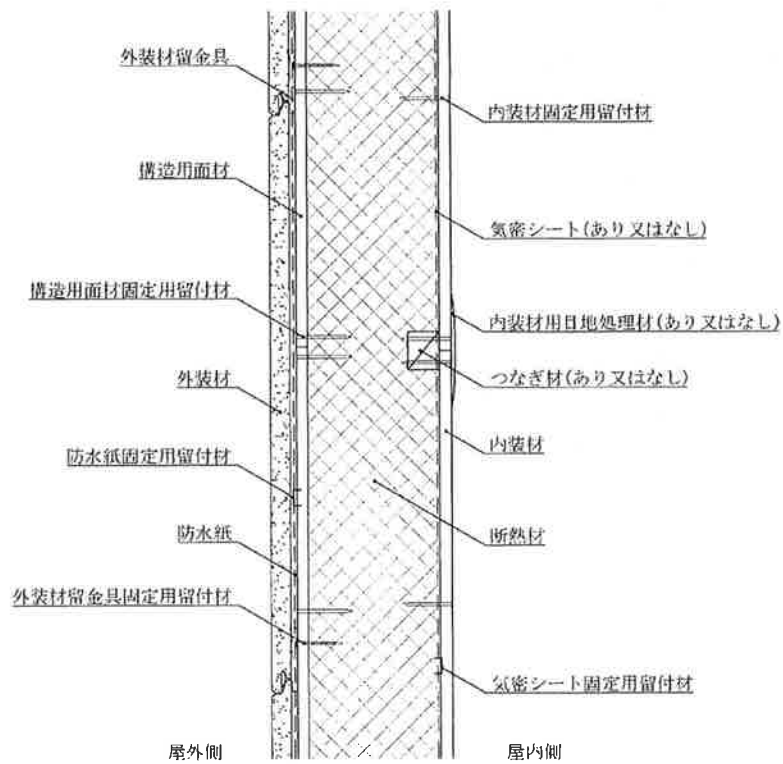 外装材留金具
構造用面材
構造用面材固定用留付材
外装材
防水紙固定用留付材
防水紙
外装材留金具固定用留付材
内装材固定用留付材
気密シート(あり又はなし)
内装材用目地処理材(あり又はなし)
つなぎ材(あり又はなし)
内装材
断熱材
気密シート固定用留付材
屋外側
屋内側